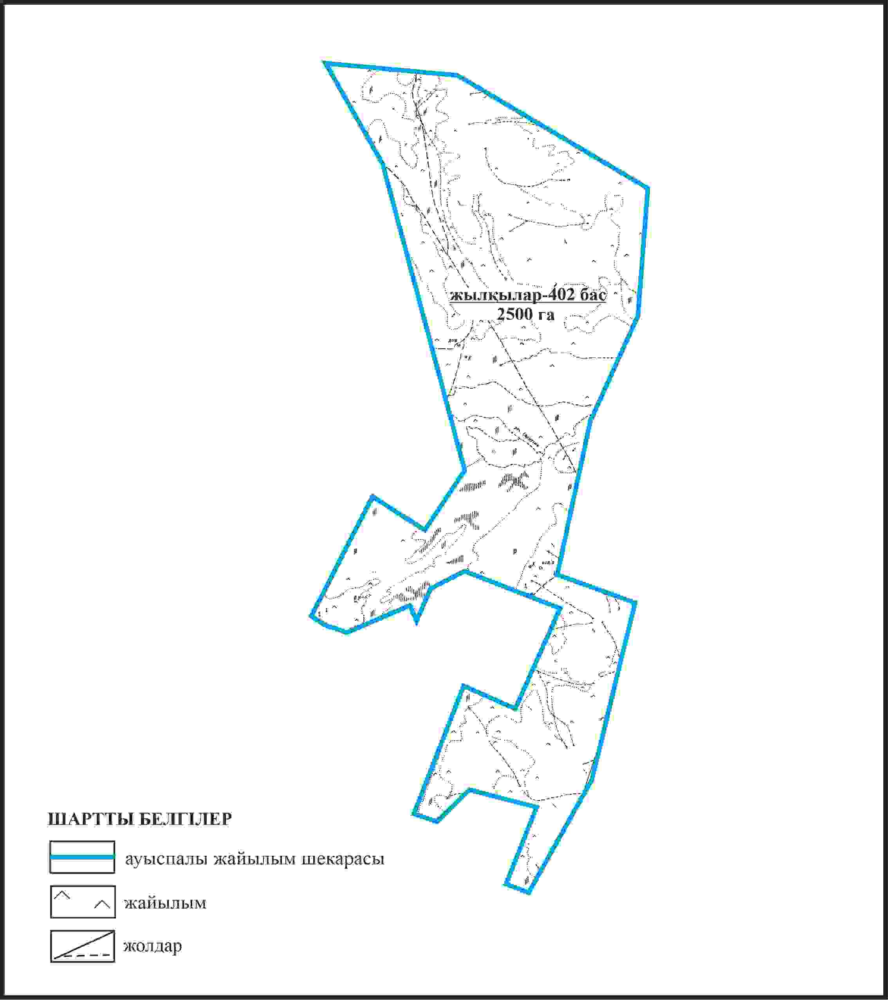 жылқылар-402 бас
2500 га
ШАРТТЫ БЕЛГІЛЕР
ауыспалы жайылым шекарасы
жайылым
жолдар